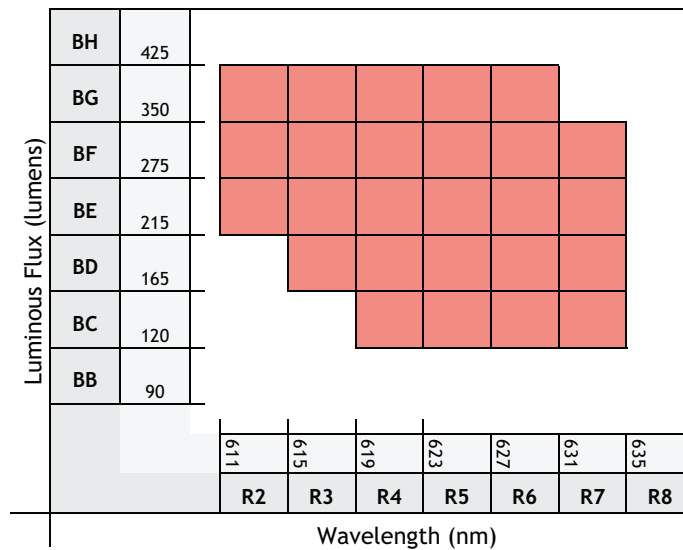 Luminous Flux (lumens)
BH 425
BG 350
BF 275
BE 215
BD 165
BC 120
BB 90
611 615 619 623 627 631 635
R2 R3 R4 R5 R6 R7 R8
Wavelength (nm)